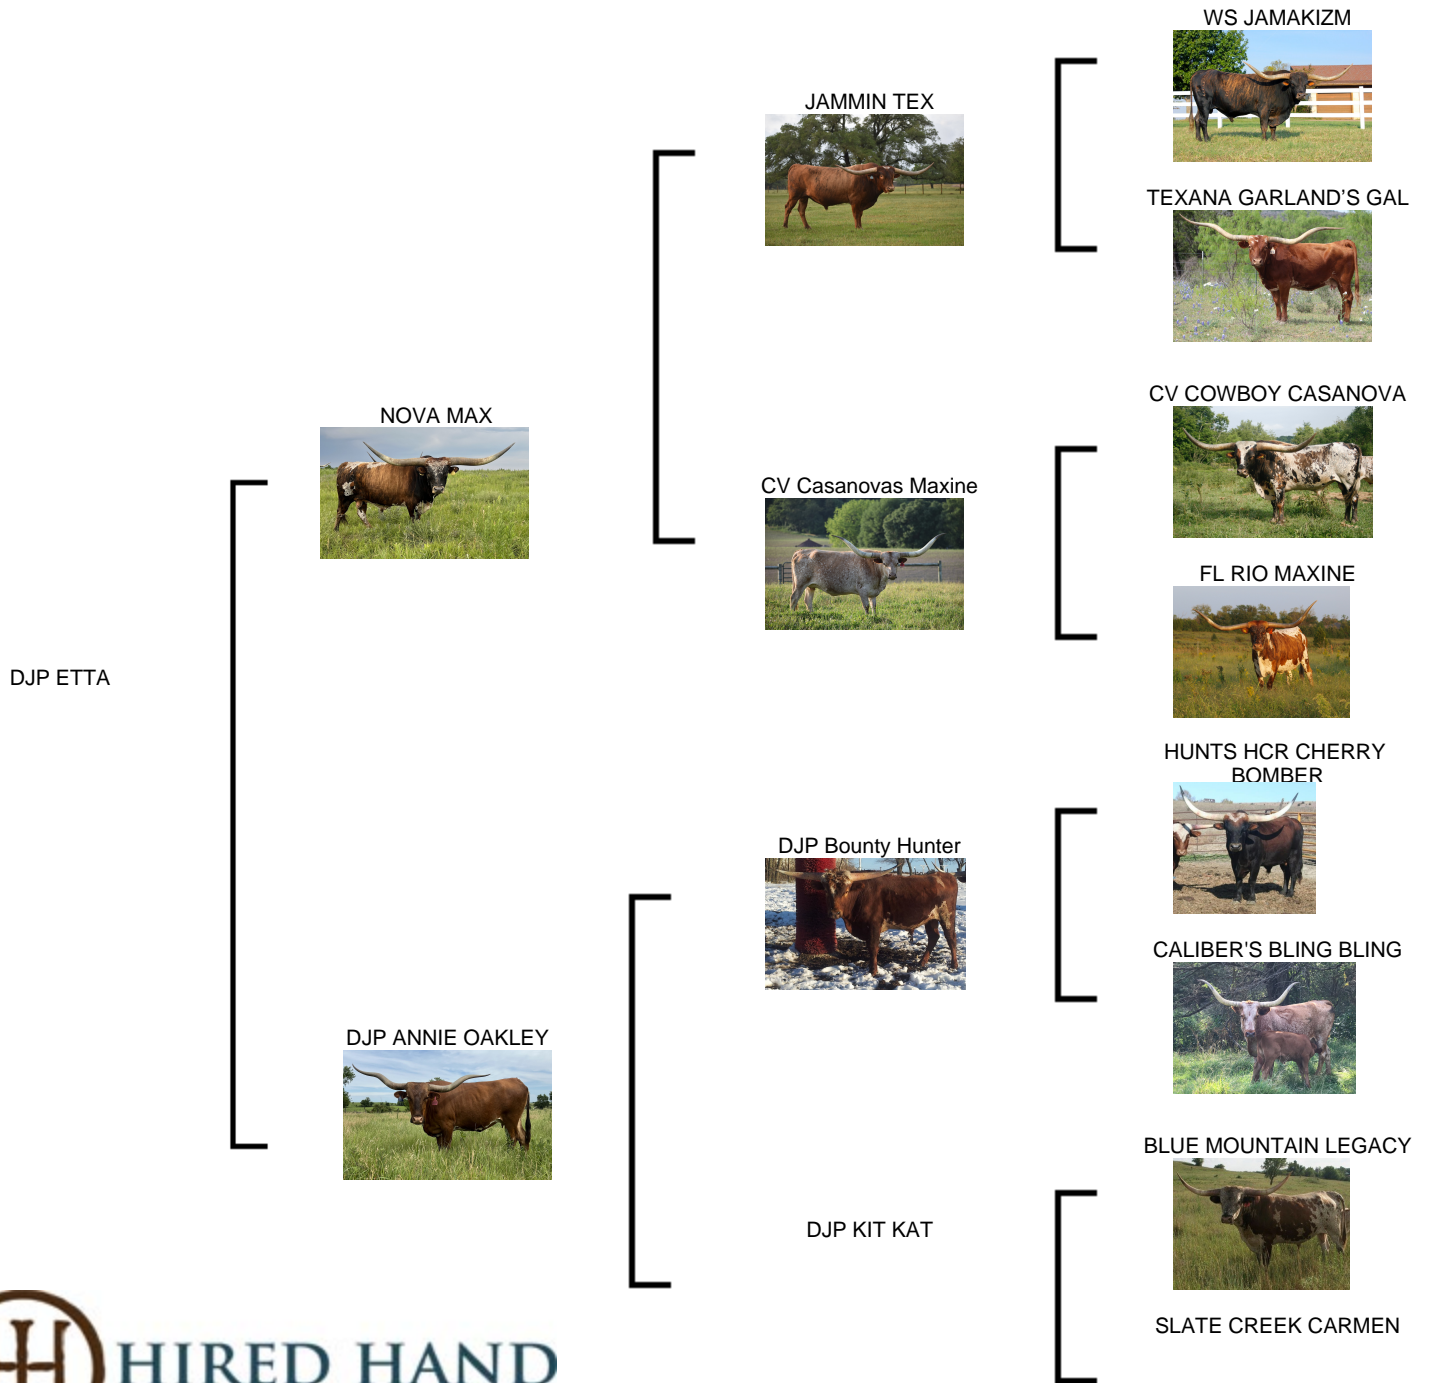 WS JAMAKIZM
JAMMIN TEX
TEXANA GARLAND'S GAL
CV COWBOY CASANOVA
NOVA MAX
CV Casanovas Maxine
FL RIO MAXINE
DJP ETTA
HUNTS HCR CHERRY
BOMBER
DJP Bounty Hunter
CALIBER'S BLING BLING
DJP ANNIE OAKLEY
BLUE MOUNTAIN LEGACY
DJP KIT KAT
SLATE CREEK CARMEN
HIRED HAND